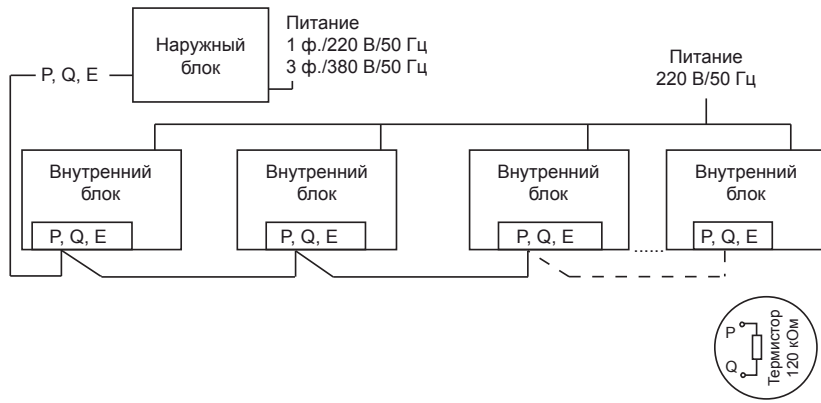 Наружный
блок
Питание
1 ф./220 В/50 Гц
3 ф./380 В/50 Гц
P, Q, E
Питание
220 В/50 Гц
Внутренний
блок
P, Q, E
Внутренний
блок
P, Q, E
Внутренний
блок
P, Q, E
Внутренний
блок
P, Q, E
P
Q
Термистор
120 кОм